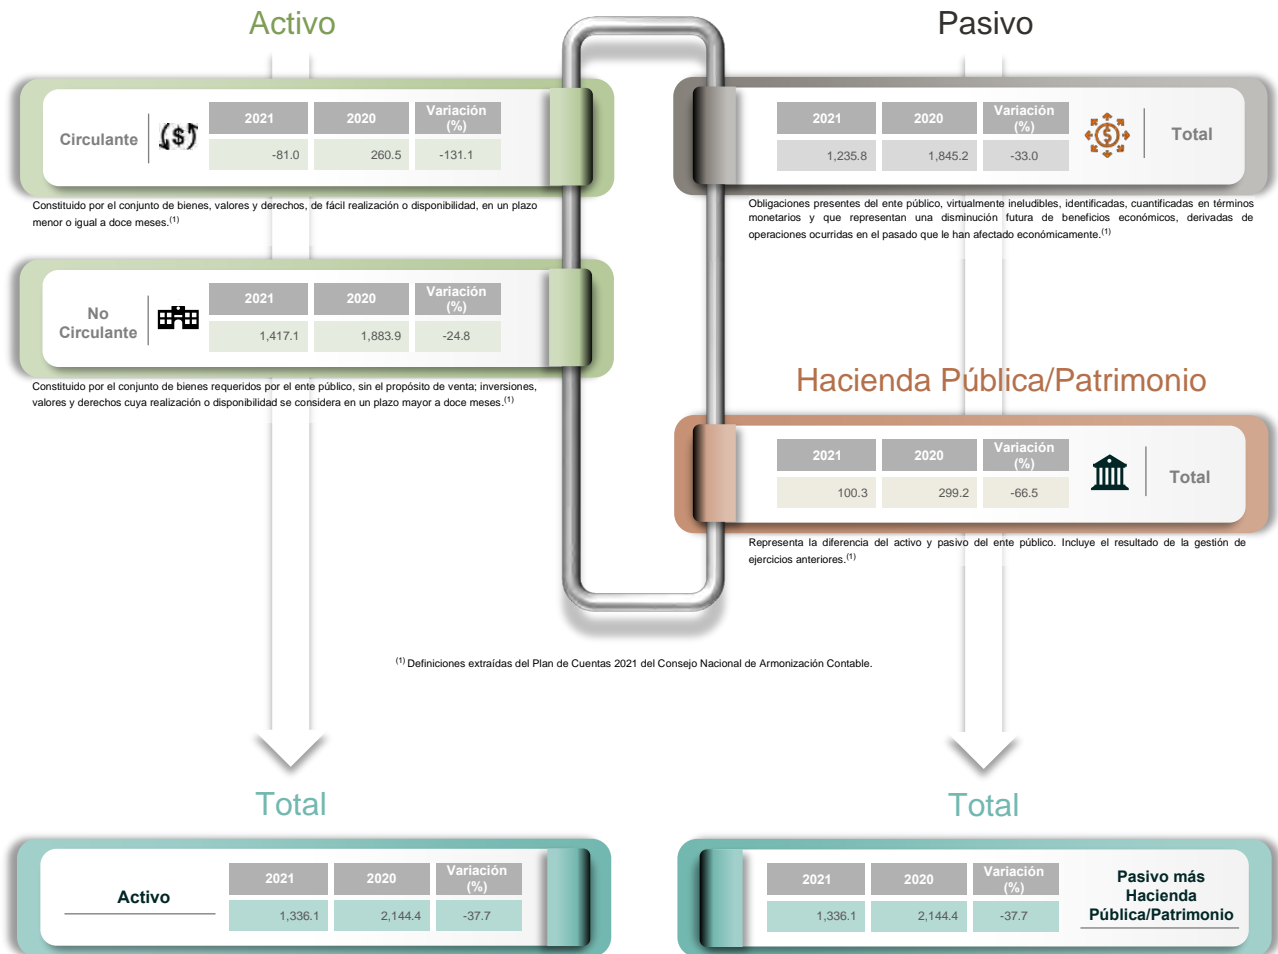 Activo
Circulante
2021 2020 Variación (%)
-81.0 260.5 -131.1
Constituido por el conjunto de bienes, valores y derechos, de fácil realización o disponibilidad, en un plazo
menor o igual a doce meses.(1)
No
Circulante
2021 2020 Variación (%)
1,417.1 1,883.9 -24.8
Constituido por el conjunto de bienes requeridos por el ente público, sin el propósito de venta; inversiones,
valores y derechos cuya realización o disponibilidad se considera en un plazo mayor a doce meses.(1)
Pasivo
2021 2020 Variación (%)
1,235.8 1,845.2 -33.0
Total
Obligaciones presentes del ente público, virtualmente ineludibles, identificadas, cuantificadas en términos
monetarios y que representan una disminución futura de beneficios económicos, derivadas de
operaciones ocurridas en el pasado que le han afectado económicamente.(1)
Hacienda Pública/Patrimonio
2021 2020 Variación (%)
100.3 299.2 -66.5
Total
Representa la diferencia del activo y pasivo del ente público. Incluye el resultado de la gestión de
ejercicios anteriores.(1)
(1) Definiciones extraídas del Plan de Cuentas 2021 del Consejo Nacional de Armonización Contable.
Total
Activo
2021 2020 Variación (%)
1,336.1 2,144.4 -37.7
Total
2021 2020 Variación (%)
1,336.1 2,144.4 -37.7
Pasivo más
Hacienda
Pública/Patrimonio